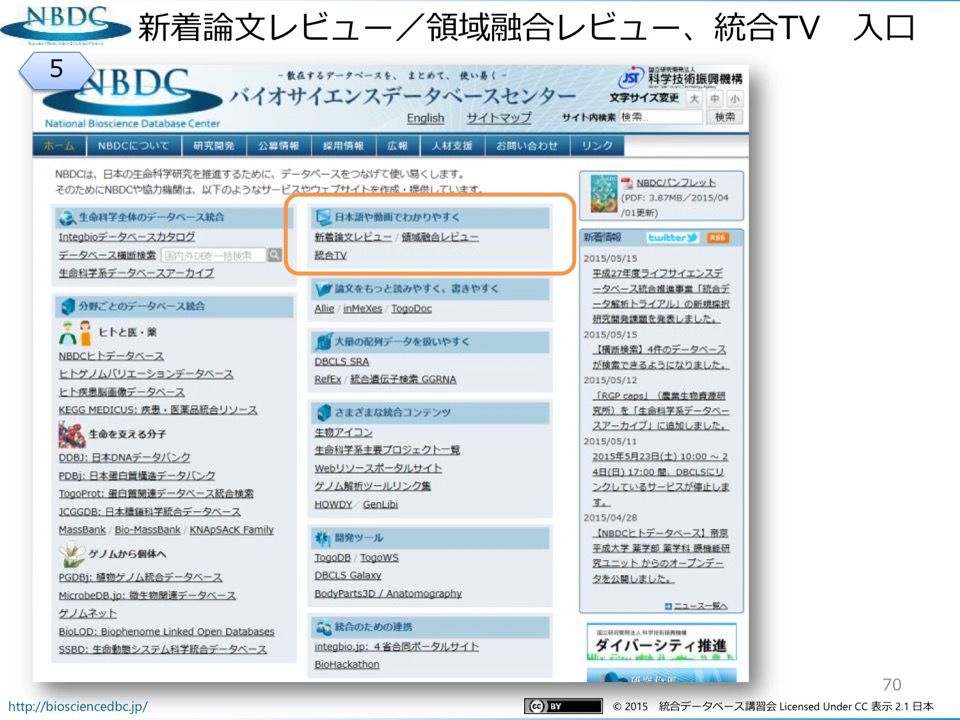 NBDC
新着論文レビュー／領域融合レビュー、統合TV　入口
5
NBDC
National Bioscience Database Center
－散在するデータベースを、まとめて、使い易く－
バイオサイエンスデータベースセンター
English　サイトマップ
JST 国立研究開発法人
科学技術振興機構
文字サイズ変更 大 中 小
サイト内検索 検索... 検索
ホーム NBDCについて 研究開発 公募情報 採用情報 広報 人材支援 お問い合わせ リンク
NBDCは、日本の生命科学研究を推進するために、データベースをつなげて使い易くします。
そのためにNBDCや協力機関は、以下のようなサービスやウェブサイトを作成・提供しています。
生命科学全体のデータベース統合
Integbioデータベースカタログ
データベース横断検索 国内外DBを一括検索
生命科学系データベースアーカイブ
分野ごとのデータベース統合
ヒトと医・薬
NBDCヒトデータベース
ヒトゲノムバリエーションデータベース
ヒト疾患脳画像データベース
KEGG MEDICUS: 疾患・医薬品統合リソース
生命を支える分子
DDBJ: 日本DNAデータバンク
PDBj: 日本蛋白質構造データバンク
TogoProt: 蛋白質関連データベース統合検索
JCGGDB: 日本糖鎖科学統合データベース
MassBank / Bio-MassBank / KNApSAcK Family
ゲノムから個体へ
PGDBj: 植物ゲノム統合データベース
MicrobeDB.jp: 微生物関連データベース
ゲノムネット
BioLOD: Biophenome Linked Open Databases
SSBD: 生命動態システム科学統合データベース
日本語や動画でわかりやすく
新着論文レビュー / 領域融合レビュー
統合TV
論文をもっと読みやすく、書きやすく
Allie / inMeXes / TogoDoc
大量の配列データを扱いやすく
DBCLS SRA
RefEx / 統合遺伝子検索 GGRNA
さまざまな統合コンテンツ
生物アイコン
生命科学系主要プロジェクト一覧
Webリソースポータルサイト
ゲノム解析ツールリンク集
HOWDY / GenLibi
開発ツール
TogoDB / TogoWS
DBCLS Galaxy
BodyParts3D / Anatomography
統合のための連携
integbio.jp: ４省合同ポータルサイト
BioHackathon
NBDCパンフレット
(PDF: 3.87MB／2015/04
/01更新)
新着情報 twitter RSS
2015/05/15
平成27年度ライフサイエンスデ
ータベース統合推進事業「統合デ
ータ解析トライアル」の新規採択
研究開発課題を発表しました。
2015/05/15
【横断検索】4件のデータベース
が検索できるようになりました。
2015/05/12
「RGP caps」（農業生物資源研
究所）を「生命科学系データベー
スアーカイブ」に追加しました。
2015/05/11
2015年5月23日(土) 10:00 ～ 2
4日(日) 17:00 間、DBCLSにリ
ンクしているサービスが停止しま
す。
2015/04/28
【NBDCヒトデータベース】帝京
平成大学 薬学部 薬学科 膜機能研
究ユニット からのオープンデー
タを公開しました。
ニュース一覧へ
国立研究開発法人 科学技術振興機構
ダイバーシティ推進
70
http://biosciencedbc.jp/
CC BY
© 2015　統合データベース講習会 Licensed Under CC 表示 2.1 日本